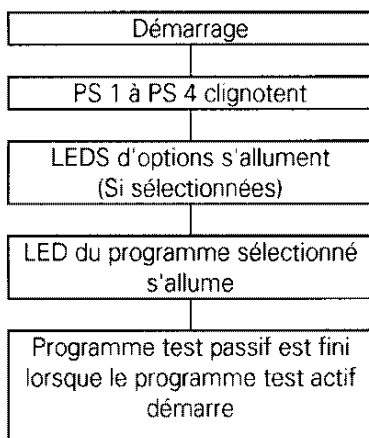 Démarrage
PS 1 à PS 4 clignotent
LEDS d'options s'allument
(Si sélectionnées)
LED du programme sélectionné
s'allume
Programme test passif est fini
lorsque le programme test actif
démarre